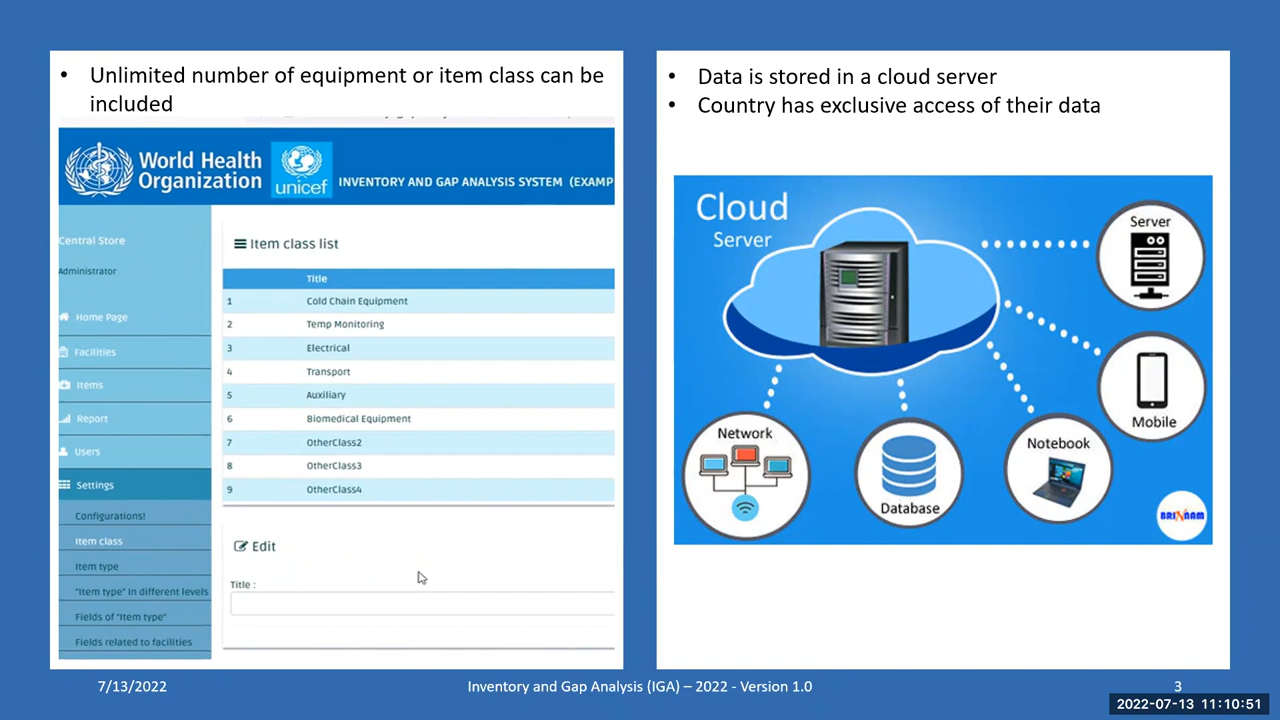 • Unlimited number of equipment or item class can be
included
World Health
Organization
unicef
INVENTORY AND GAP ANALYSIS SYSTEM (EXAMP
Central Store
Administrator
Home Page
Facilities
Items
Report
Users
Settings
Configurations!
Item class
Item type
"Item type" In different levels
Fields of "Item type"
Fields related to facilities
Item class list
Title
1 Cold Chain Equipment
2 Temp Monitoring
3 Electrical
4 Transport
5 Auxiliary
6 Biomedical Equipment
7 OtherClass2
8 OtherClass3
9 OtherClass4
Edit
Title :
• Data is stored in a cloud server
• Country has exclusive access of their data
Cloud
Server
Server
Mobile
Notebook
Database
Network
BRINNAM
7/13/2022
Inventory and Gap Analysis (IGA) – 2022 - Version 1.0
3
2022-07-13 11:10:51